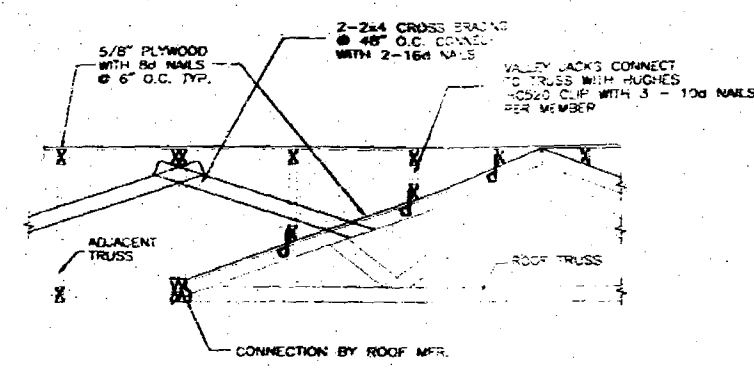 2-2x4 CROSS BRACING
@ 48" O.C. CONNECT
WITH 2-16d NAILS
5/8" PLYWOOD
WITH 8d NAILS
@ 6" O.C. TYP.
VALLEY JACKS CONNECT
TO TRUSS WITH HUGHES
HC520 CLIP WITH 3 - 10d NAILS
PER MEMBER
ADJACENT
TRUSS
ROOF TRUSS
CONNECTION BY ROOF MFR.